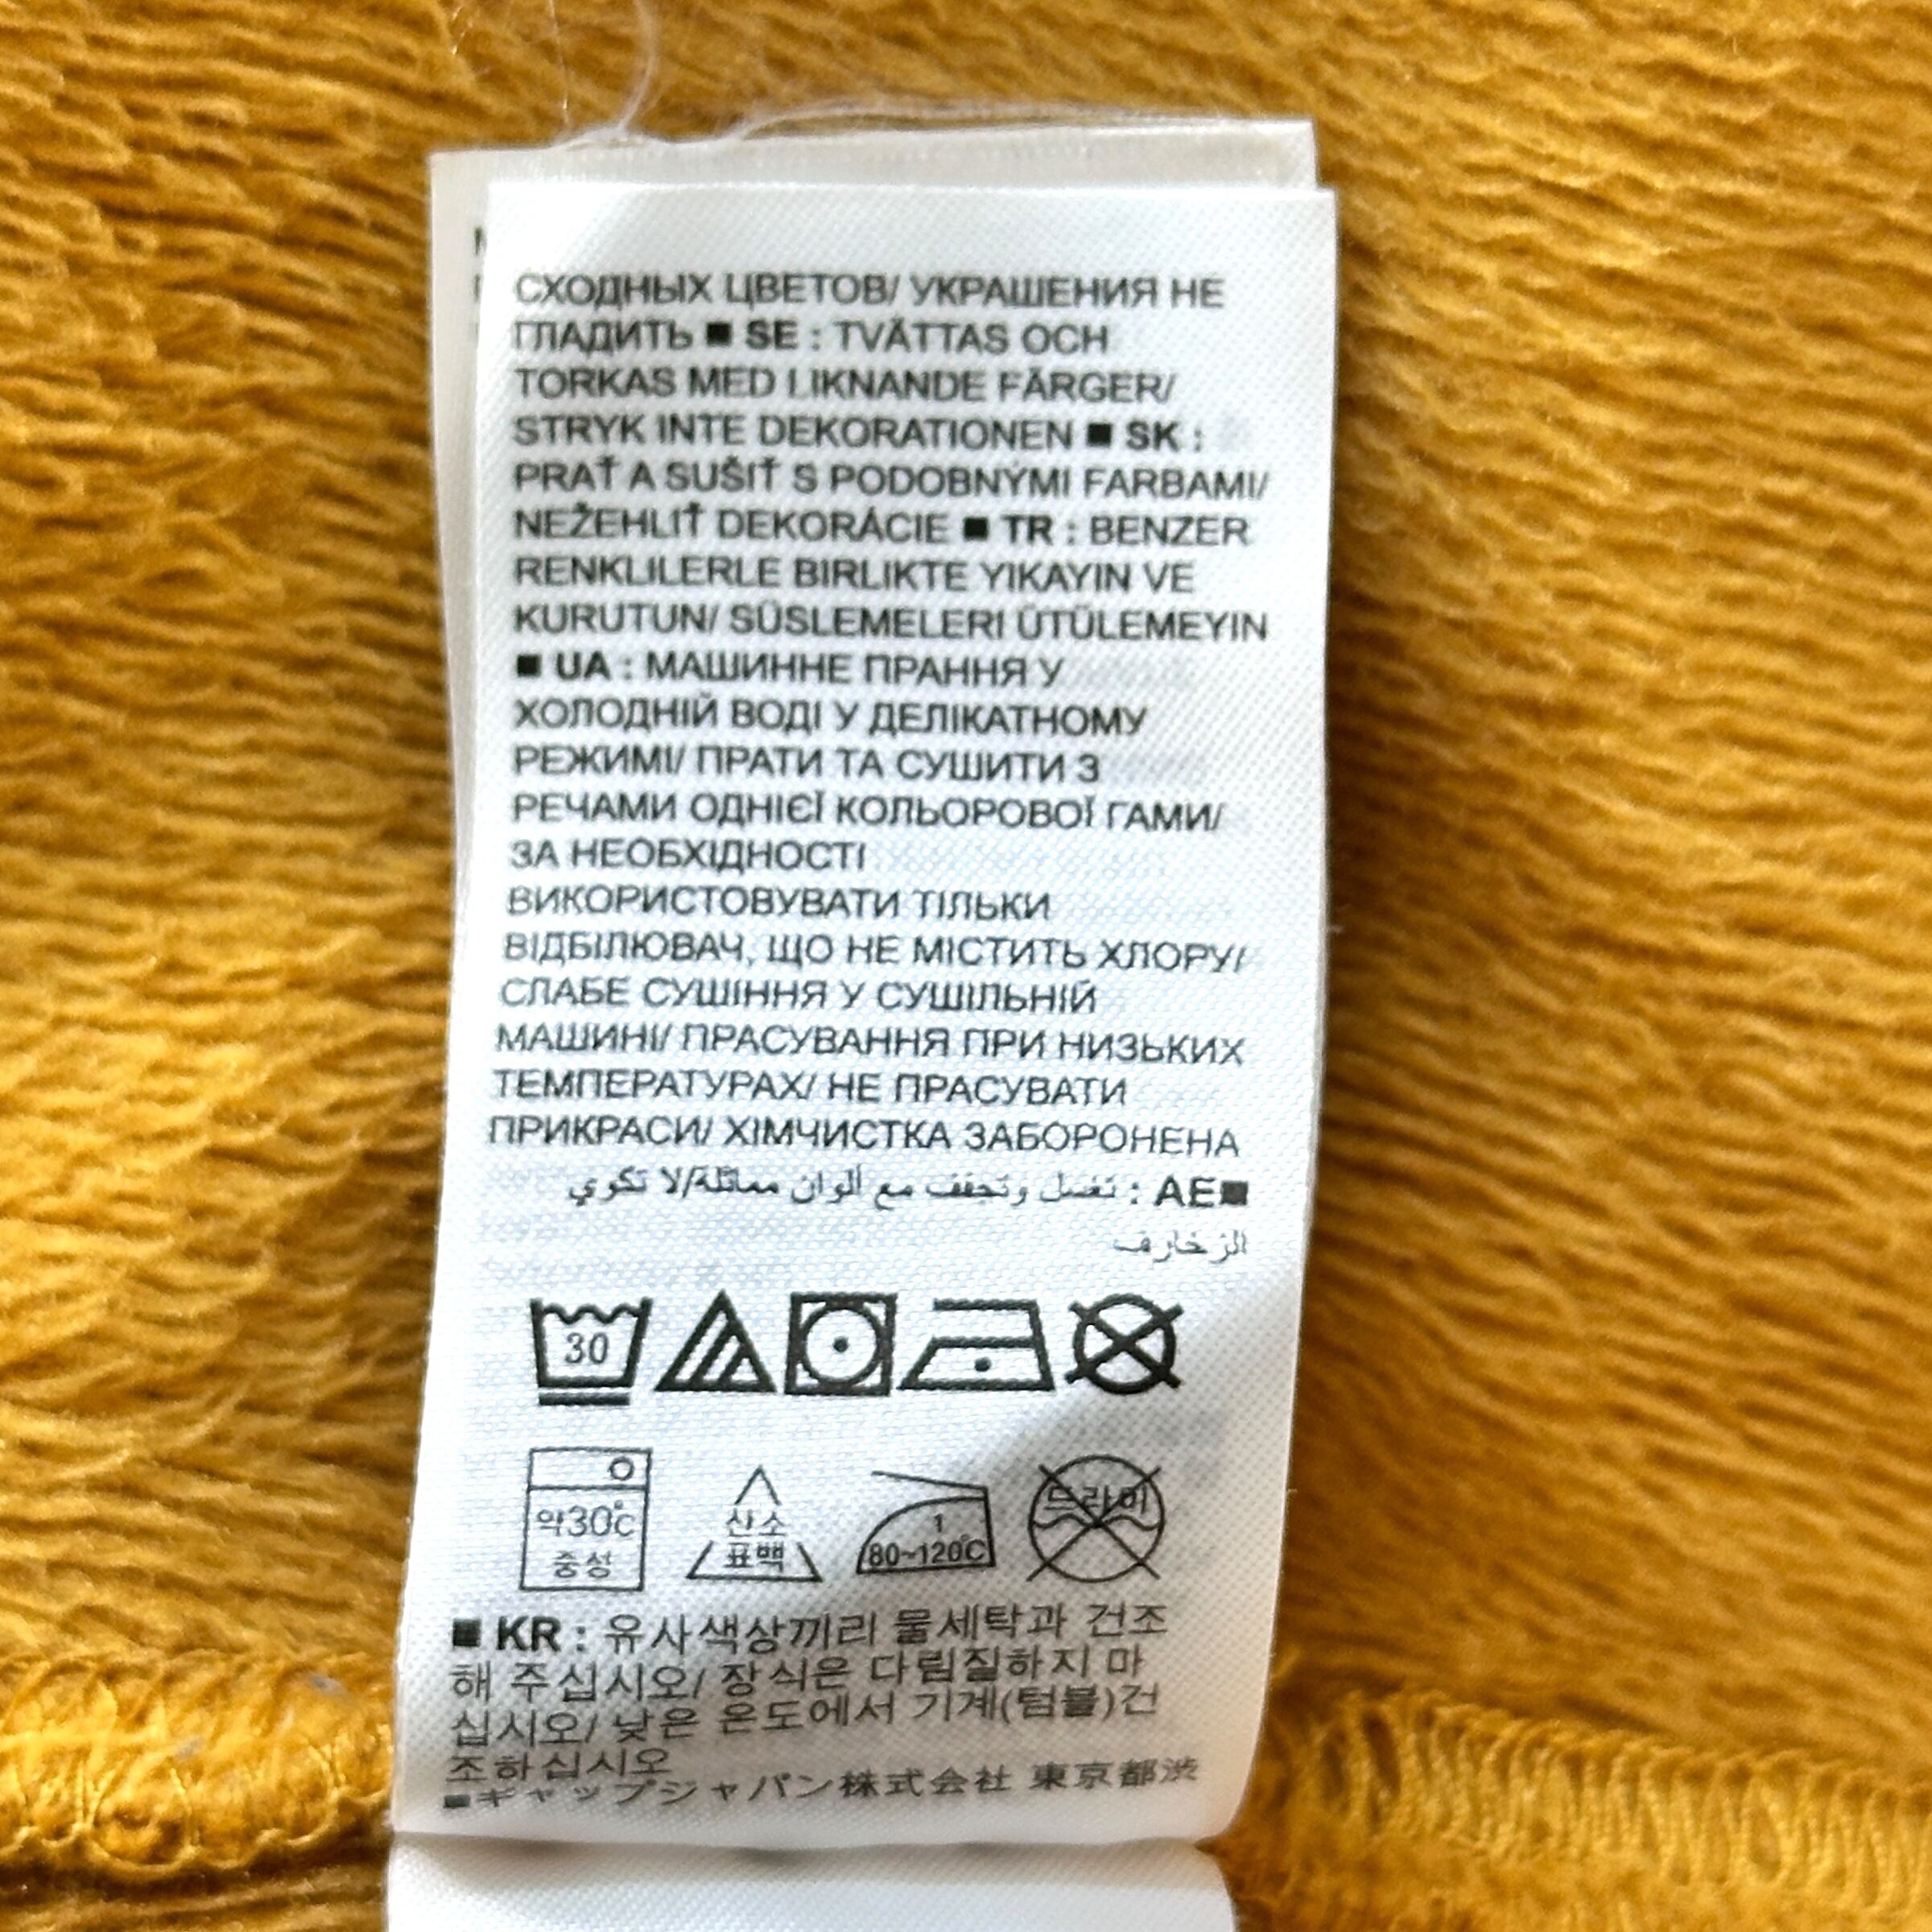 СХОДНЫХ ЦВЕТОВ/ УКРАШЕНИЯ НЕ
ГЛАДИТЬ ■ SE : TVÄTTAS OCH
TORKAS MED LIKNANDE FÄRGER/
STRYK INTE DEKORATIONEN ■ SK :
PRAŤ A SUŠIŤ S PODOBNÝMI FARBAMI/
NEŽEHLIŤ DEKORÁCIE ■ TR : BENZER
RENKLILERLE BIRLIKTE YIKAYIN VE
KURUTUN/ SÜSLEMELERI ÜTÜLEMEYIN
■ UA : МАШИННЕ ПРАННЯ У
ХОЛОДНІЙ ВОДІ У ДЕЛІКАТНОМУ
РЕЖИМІ/ ПРАТИ ТА СУШИТИ З
РЕЧАМИ ОДНІЄЇ КОЛЬОРОВОЇ ГАМИ/
ЗА НЕОБХІДНОСТІ
ВИКОРИСТОВУВАТИ ТІЛЬКИ
ВІДБІЛЮВАЧ, ЩО НЕ МІСТИТЬ ХЛОРУ/
СЛАБЕ СУШІННЯ У СУШІЛЬНІЙ
МАШИНІ/ ПРАСУВАННЯ ПРИ НИЗЬКИХ
ТЕМПЕРАТУРАХ/ НЕ ПРАСУВАТИ
ПРИКРАСИ/ ХІМЧИСТКА ЗАБОРОНЕНА
■AE : تغسل وتجفف مع ألوان مماثلة/لا تكوي
الزخارف
30
약30°C
중성
산소
표백
1
80~120°C
드라이
■ KR : 유사색상끼리 물세탁과 건조
해 주십시오/ 장식은 다림질하지 마
십시오/ 낮은 온도에서 기계(텀블)건
조하십시오
■ギャップジャパン株式会社 東京都渋